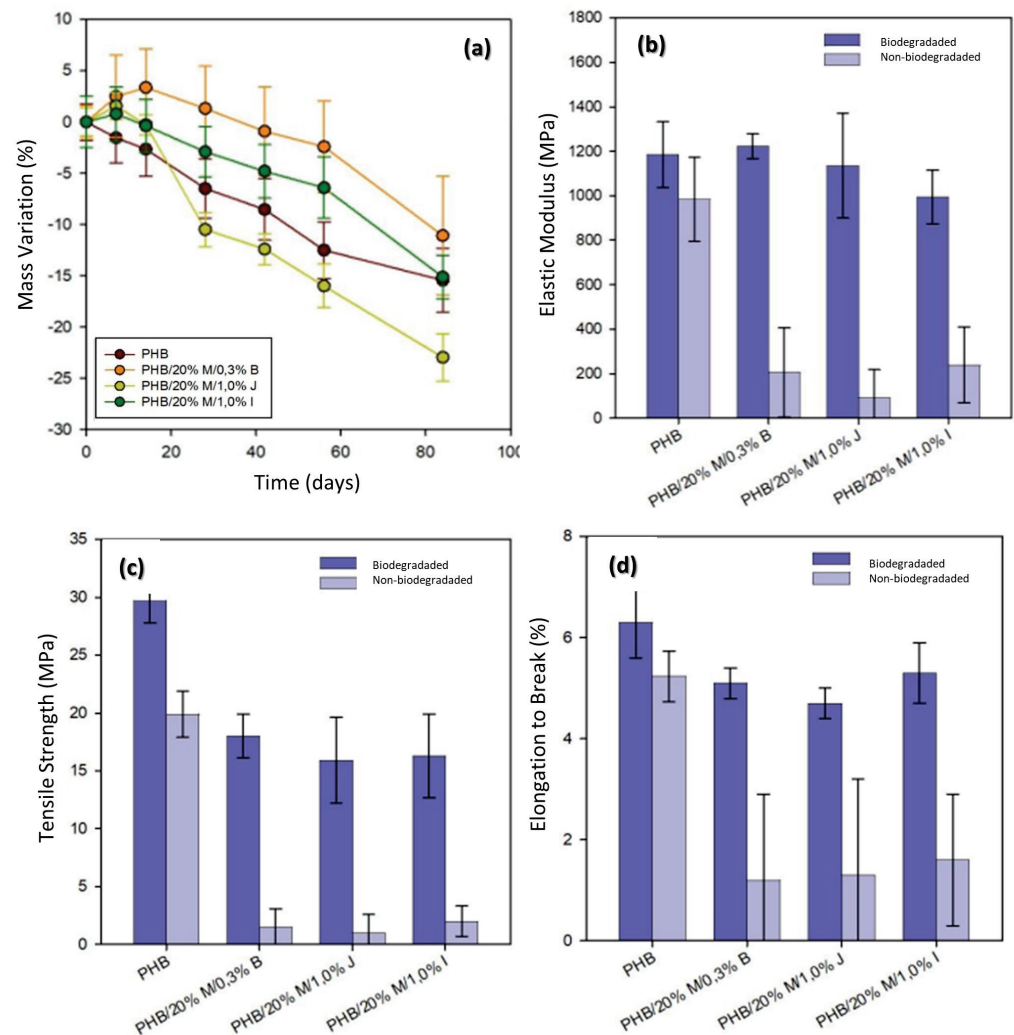 (a)
Mass Variation (%)
10
5
0
-5
-10
-15
-20
-25
-30
PHB
PHB/20% M/0,3% B
PHB/20% M/1,0% J
PHB/20% M/1,0% I
0
20
40
60
80
Time (days)
(b)
Biodegradaded
Non-biodegradaded
Elastic Modulus (MPa)
1800
1600
1400
1200
1000
800
600
400
200
0
PHB
PHB/20% M/0,3% B
PHB/20% M/1,0% J
PHB/20% M/1,0% I
(c)
Biodegradaded
Non-biodegradaded
Tensile Strength (MPa)
35
30
25
20
15
10
5
0
PHB
PHB/20% M/0,3% B
PHB/20% M/1,0% J
PHB/20% M/1,0% I
(d)
Biodegradaded
Non-biodegradaded
Elongation to Break (%)
8
6
4
2
0
PHB
PHB/20% M/0,3% B
PHB/20% M/1,0% J
PHB/20% M/1,0% I